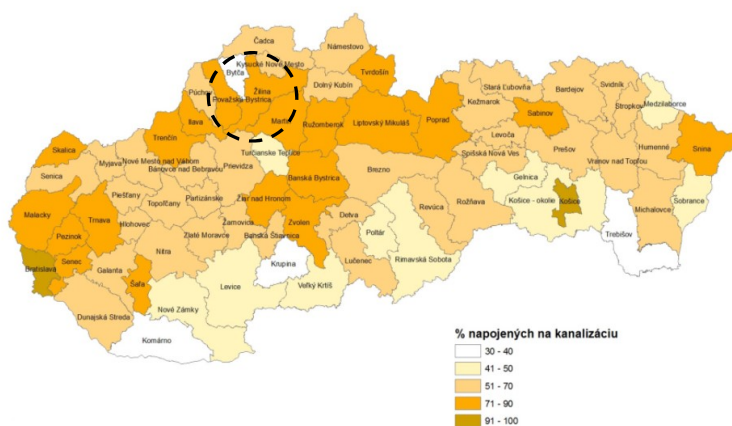 Čadca
Námestovo
Kysucké Nové Mesto
Bytča
Tvrdošín
Dolný Kubín
Žilina
Púchov
Považská Bystrica
Stará Ľubovňa
Bardejov
Svidník
Kežmarok
Stropkov
Medzilaborce
Ilava
Martin
Ružomberok
Liptovský Mikuláš
Poprad
Sabinov
Trenčín
Levoča
Turčianske Teplice
Prešov
Humenné
Snina
Skalica
Myjava
Nové Mesto nad Váhom
Prievidza
Spišská Nová Ves
Vranov nad Topľou
Bánovce nad Bebravou
Senica
Banská Bystrica
Brezno
Gelnica
Piešťany
Partizánske
Žiar nad Hronom
Topoľčany
Revúca
Rožňava
Košice - okolie
Košice
Sobrance
Malacky
Trnava
Hlohovec
Žarnovica
Zvolen
Detva
Michalovce
Zlaté Moravce
Banská Štiavnica
Poltár
Trebišov
Pezinok
Nitra
Krupina
Lučenec
Rimavská Sobota
Bratislava
Senec
Galanta
Šaľa
Levice
Veľký Krtíš
Nové Zámky
Dunajská Streda
Komárno
% napojených na kanalizáciu
30 - 40
41 - 50
51 - 70
71 - 90
91 - 100